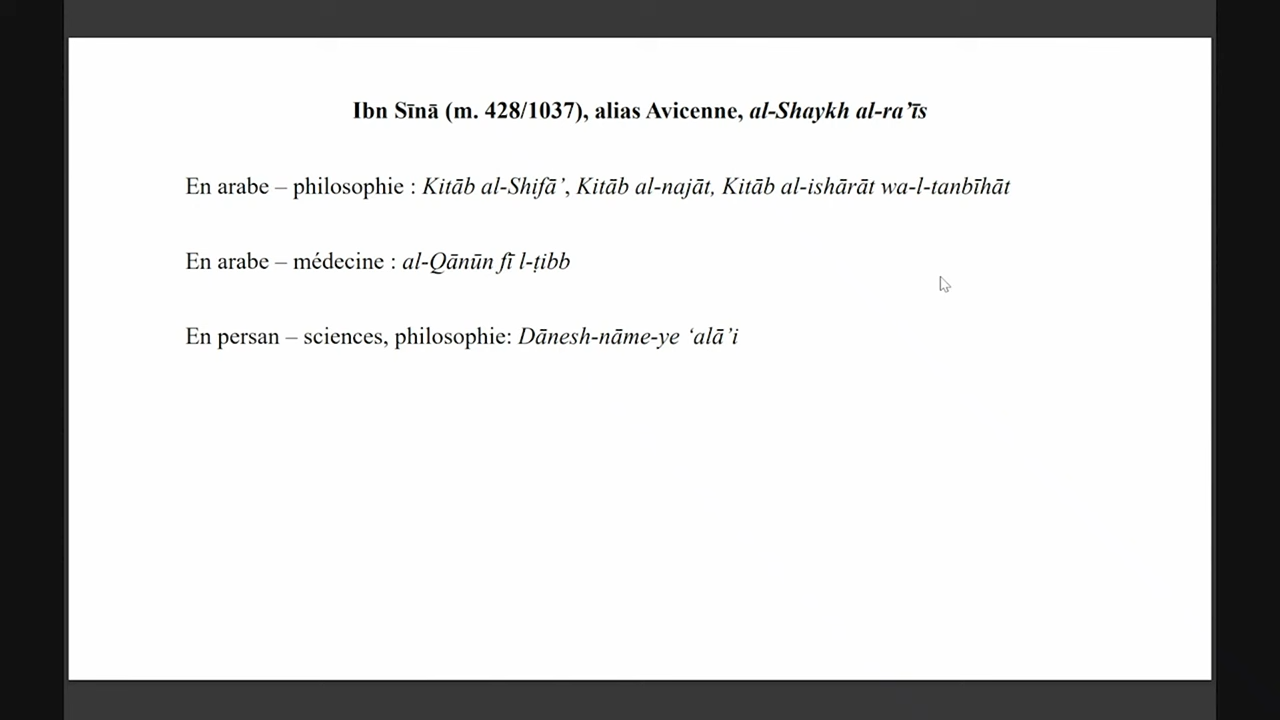 Ibn Sīnā (m. 428/1037), alias Avicenne, al-Shaykh al-ra’īs
En arabe – philosophie : Kitāb al-Shifā’, Kitāb al-najāt, Kitāb al-ishārāt wa-l-tanbīhāt
En arabe – médecine : al-Qānūn fī l-ṭibb
En persan – sciences, philosophie: Dānesh-nāme-ye ‘alā’i